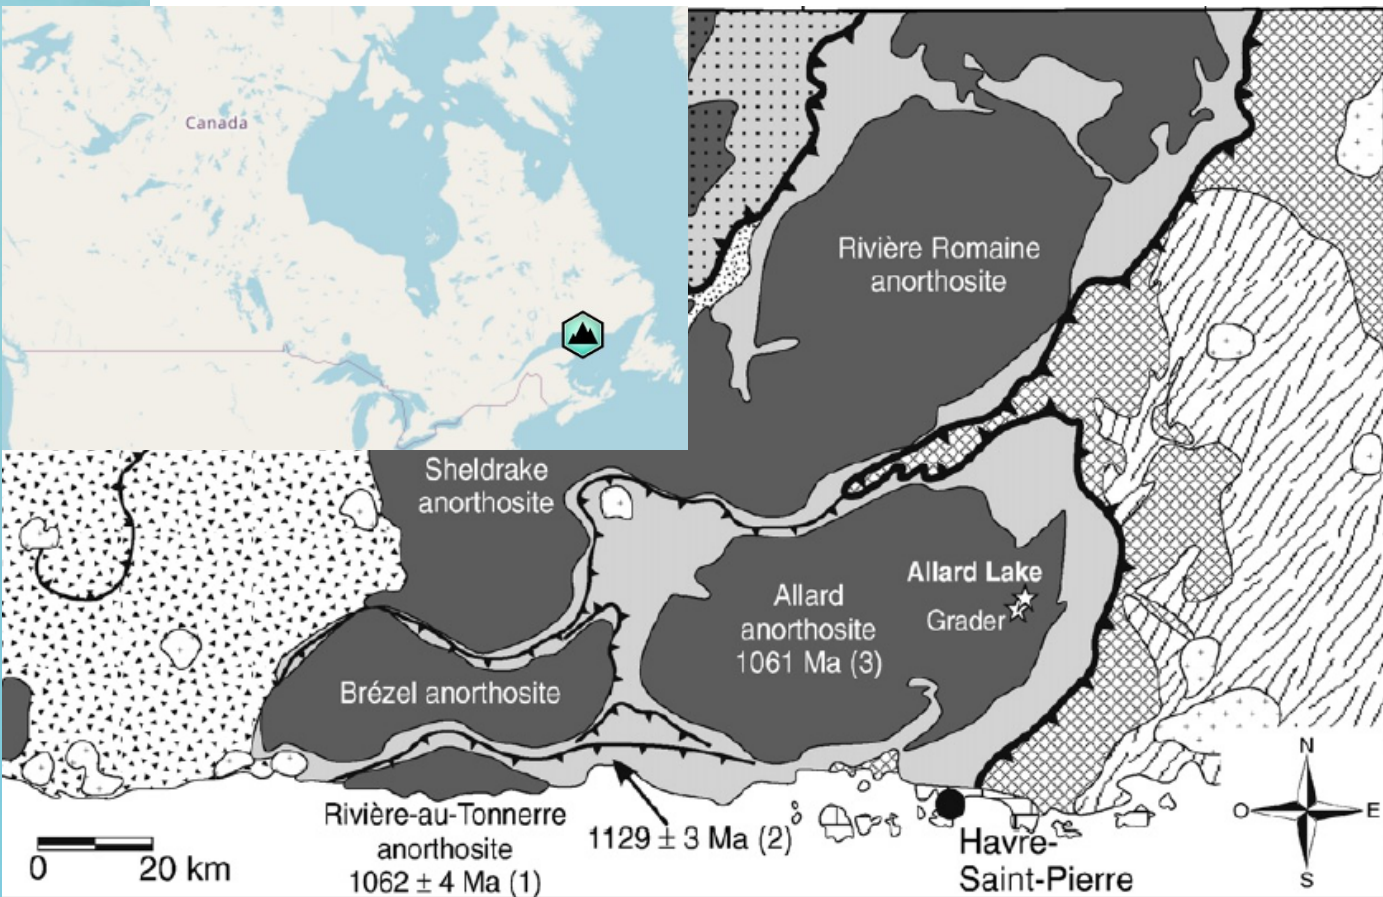 Canada
Rivière Romaine
anorthosite
Sheldrake
anorthosite
Allard Lake
Grader
Allard
anorthosite
1061 Ma (3)
Brézel anorthosite
Rivière-au-Tonnerre
anorthosite
1062 ± 4 Ma (1)
1129 ± 3 Ma (2)
Havre-
Saint-Pierre
0 20 km
N
O E
S